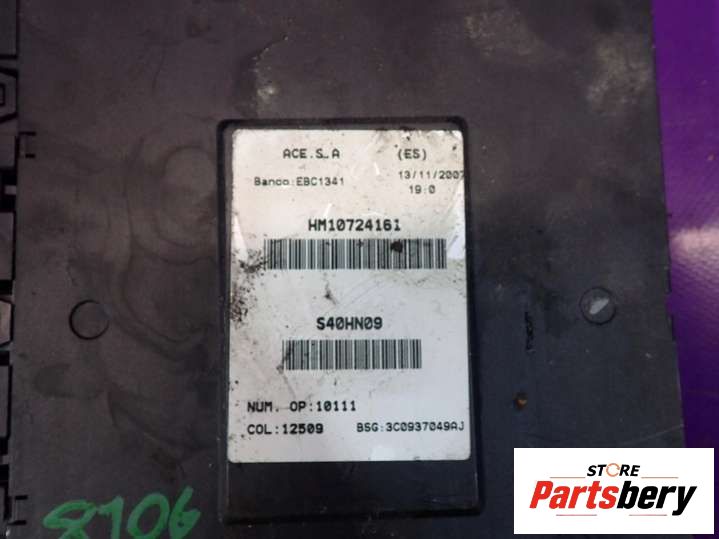 ACE.S.A (ES)
Banco:EBC1341 13/11/2007
19:0
HM10724161
S40HN09
NUM. OP:10111
COL:12509 BSG:3C0937049AJ
8706
STORE
Partsbery